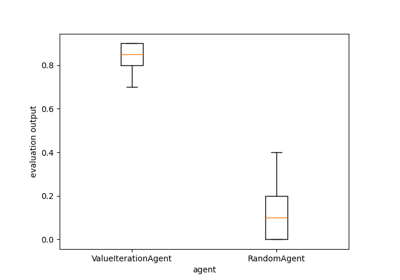 0.8
0.6
0.4
0.2
0.0
evaluation output
ValueIterationAgent
RandomAgent
agent